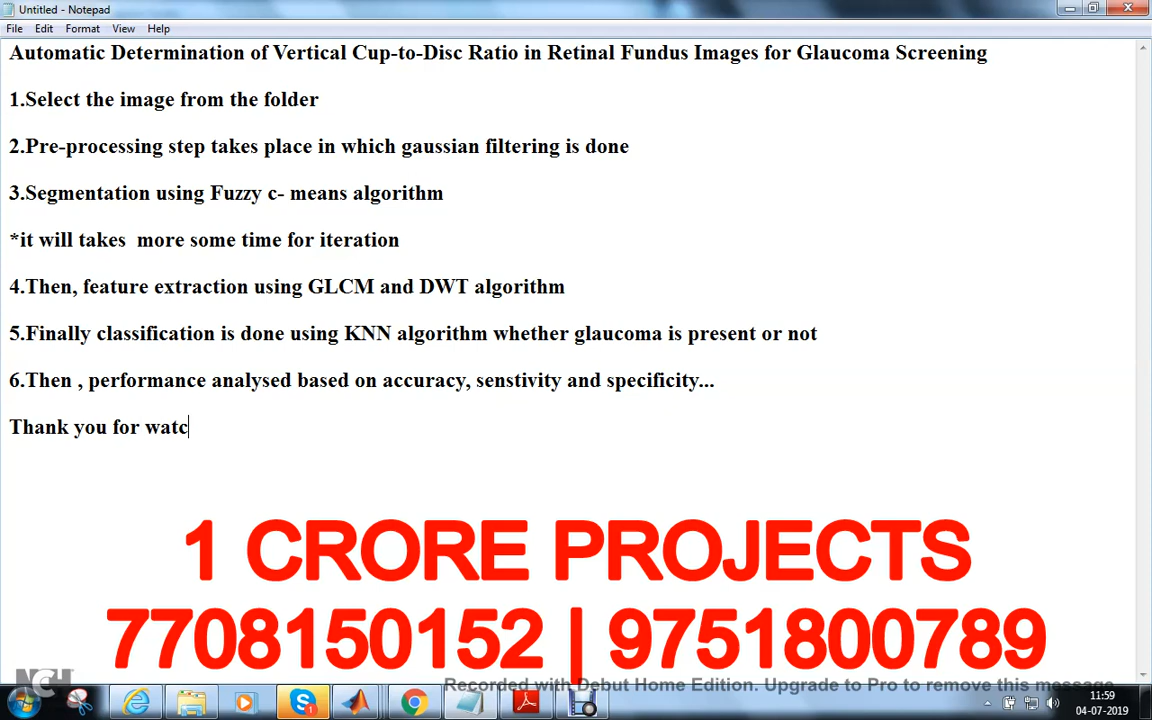 Untitled - Notepad
File Edit Format View Help
Automatic Determination of Vertical Cup-to-Disc Ratio in Retinal Fundus Images for Glaucoma Screening
1.Select the image from the folder
2.Pre-processing step takes place in which gaussian filtering is done
3.Segmentation using Fuzzy c- means algorithm
*it will takes  more some time for iteration
4.Then, feature extraction using GLCM and DWT algorithm
5.Finally classification is done using KNN algorithm whether glaucoma is present or not
6.Then , performance analysed based on accuracy, senstivity and specificity...
Thank you for watc
1 CRORE PROJECTS
7708150152 | 9751800789
NCH
Recorded with Debut Home Edition. Upgrade to Pro to remove this message.
11:59
04-07-2019